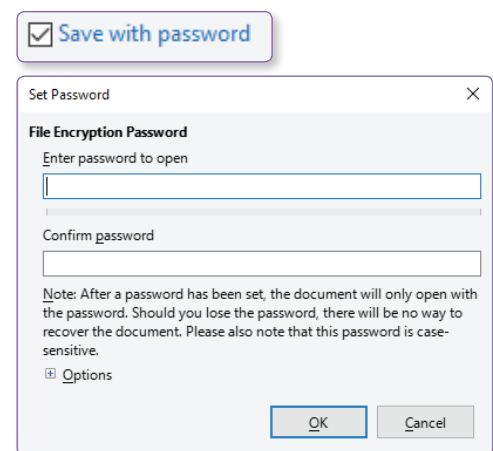 Save with password
Set Password
File Encryption Password
Enter password to open
Confirm password
Note: After a password has been set, the document will only open with
the password. Should you lose the password, there will be no way to
recover the document. Please also note that this password is case-
sensitive.
Options
OK Cancel